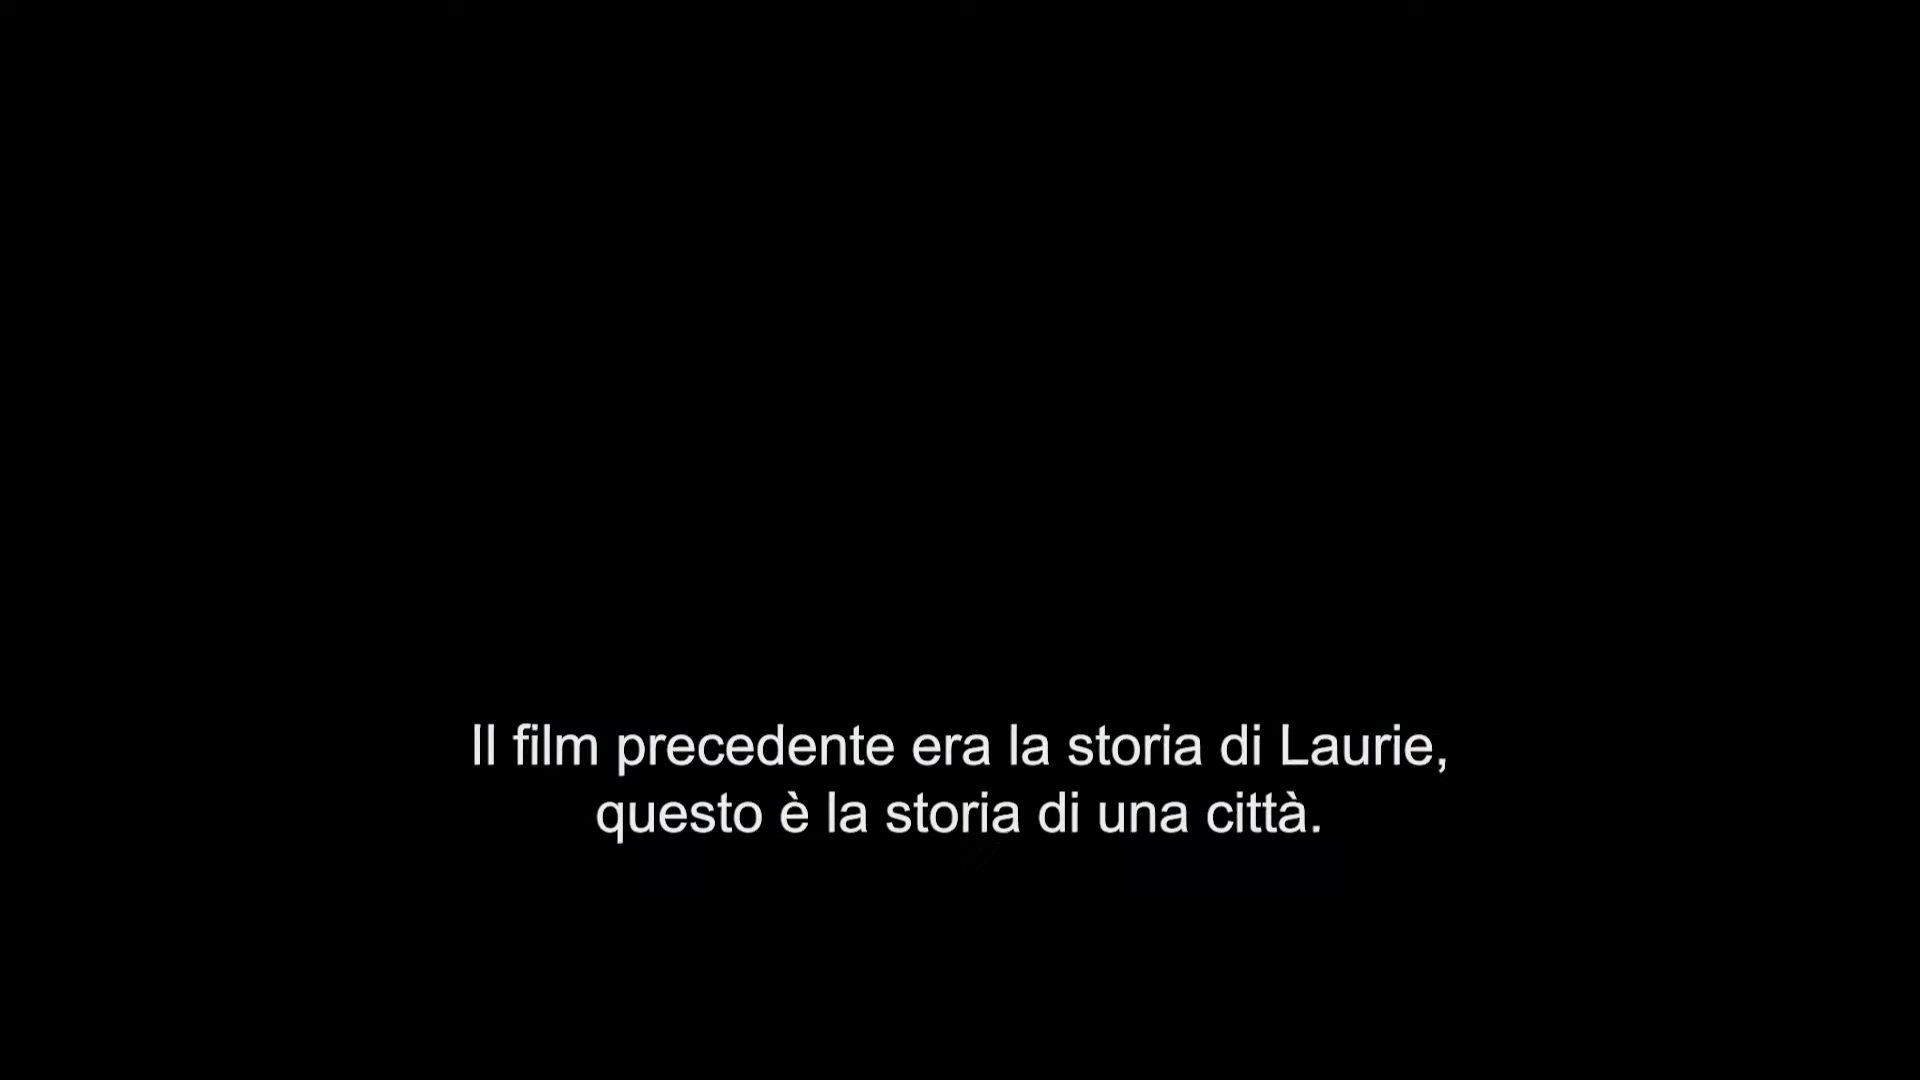 Il film precedente era la storia di Laurie,
questo è la storia di una città.